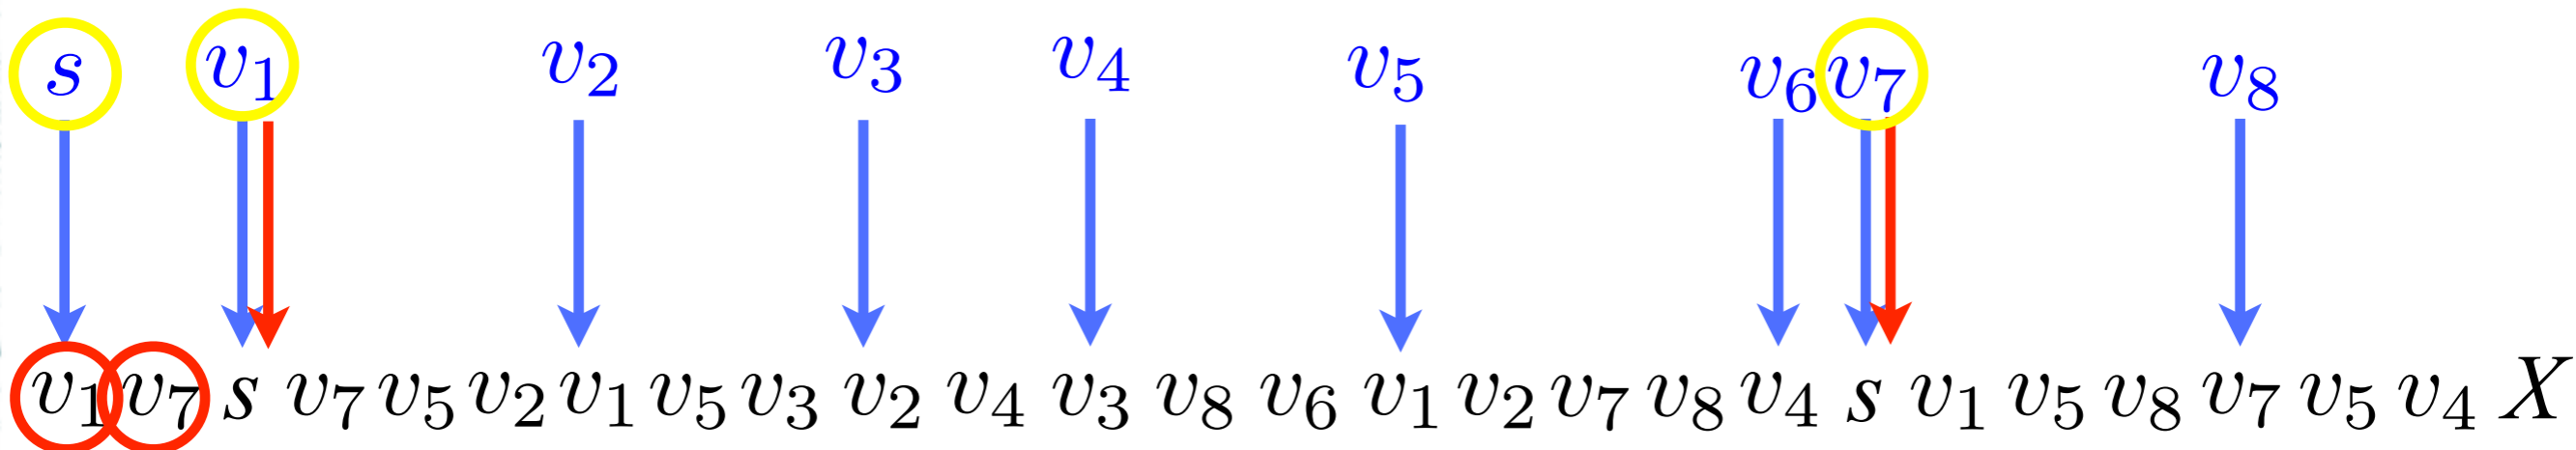 s v₁ v₂ v₃ v₄ v₅ v₆ v₇ v₈
v₁ v₇ s v₇ v₅ v₂ v₁ v₅ v₃ v₂ v₄ v₃ v₈ v₆ v₁ v₂ v₇ v₈ v₄ s v₁ v₅ v₈ v₇ v₅ v₄ X